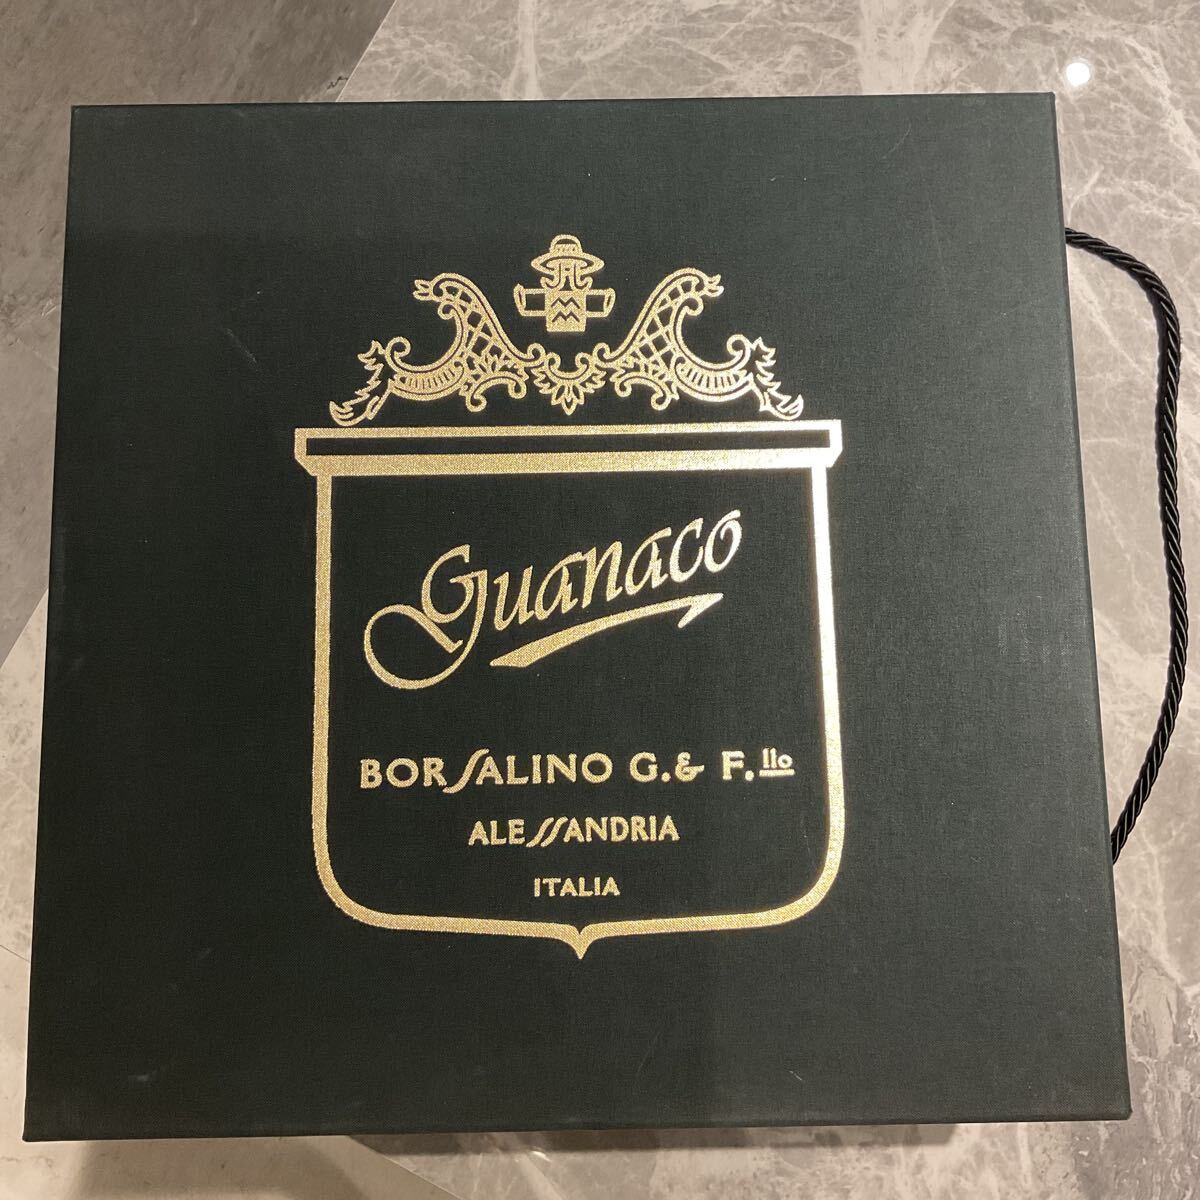 Guanaco
BORSALINO G. & F.llo
ALESSANDRIA
ITALIA